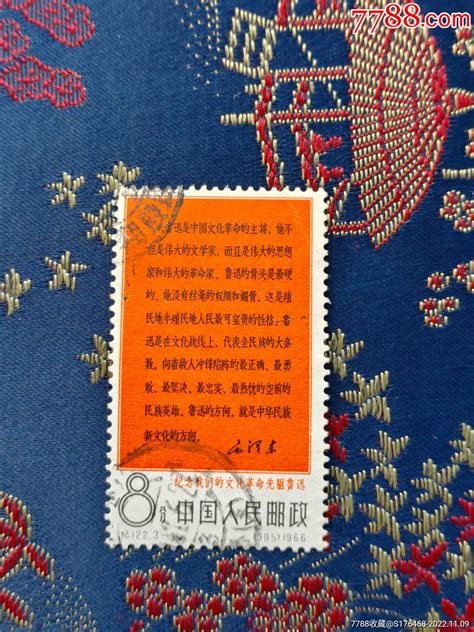 7788.com
鲁迅是中国文化革命的主将，他不
但是伟大的文学家，而且是伟大的思想
家和伟大的革命家。鲁迅的骨头是最硬
的，他没有丝毫的奴颜和媚骨，这是殖
民地半殖民地人民最可宝贵的性格。鲁
迅是在文化战线上，代表全民族的大多
数，向着敌人冲锋陷阵的最正确、最勇
敢、最坚决、最忠实、最热忱的空前的
民族英雄。鲁迅的方向，就是中华民族
新文化的方向。
毛泽东
纪念我们的文化革命先驱鲁迅
8分 中国人民邮政
纪122.3- (395)1966
7788收藏@S176468-2022.11.09